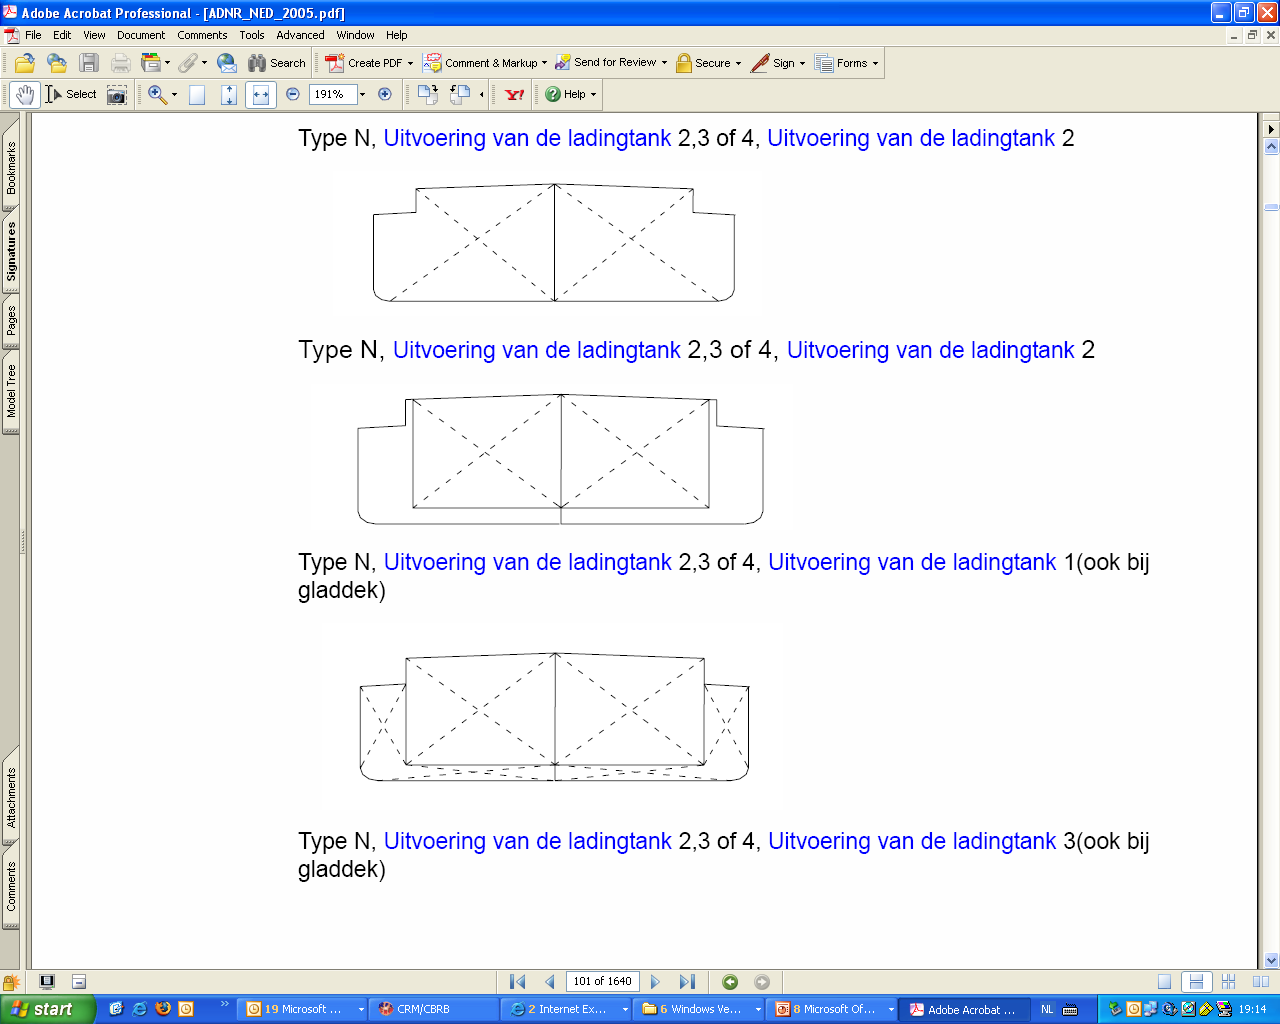 Adobe Acrobat Professional - [ADNR_NED_2005.pdf]
File Edit View Document Comments Tools Advanced Window Help
Search Create PDF Comment & Markup Send for Review Secure Sign Forms
Select 191% Y! Help
Bookmarks
Signatures
Pages
Model Tree
Attachments
Comments
Type N, Uitvoering van de ladingtank 2,3 of 4, Uitvoering van de ladingtank 2
Type N, Uitvoering van de ladingtank 2,3 of 4, Uitvoering van de ladingtank 2
Type N, Uitvoering van de ladingtank 2,3 of 4, Uitvoering van de ladingtank 1(ook bij
gladdek)
Type N, Uitvoering van de ladingtank 2,3 of 4, Uitvoering van de ladingtank 3(ook bij
gladdek)
101 of 1640
start 19 Microsoft ... CRM/CBRB 2 Internet Ex... 6 Windows Ve... 8 Microsoft Of... Adobe Acrobat ... NL 19:14